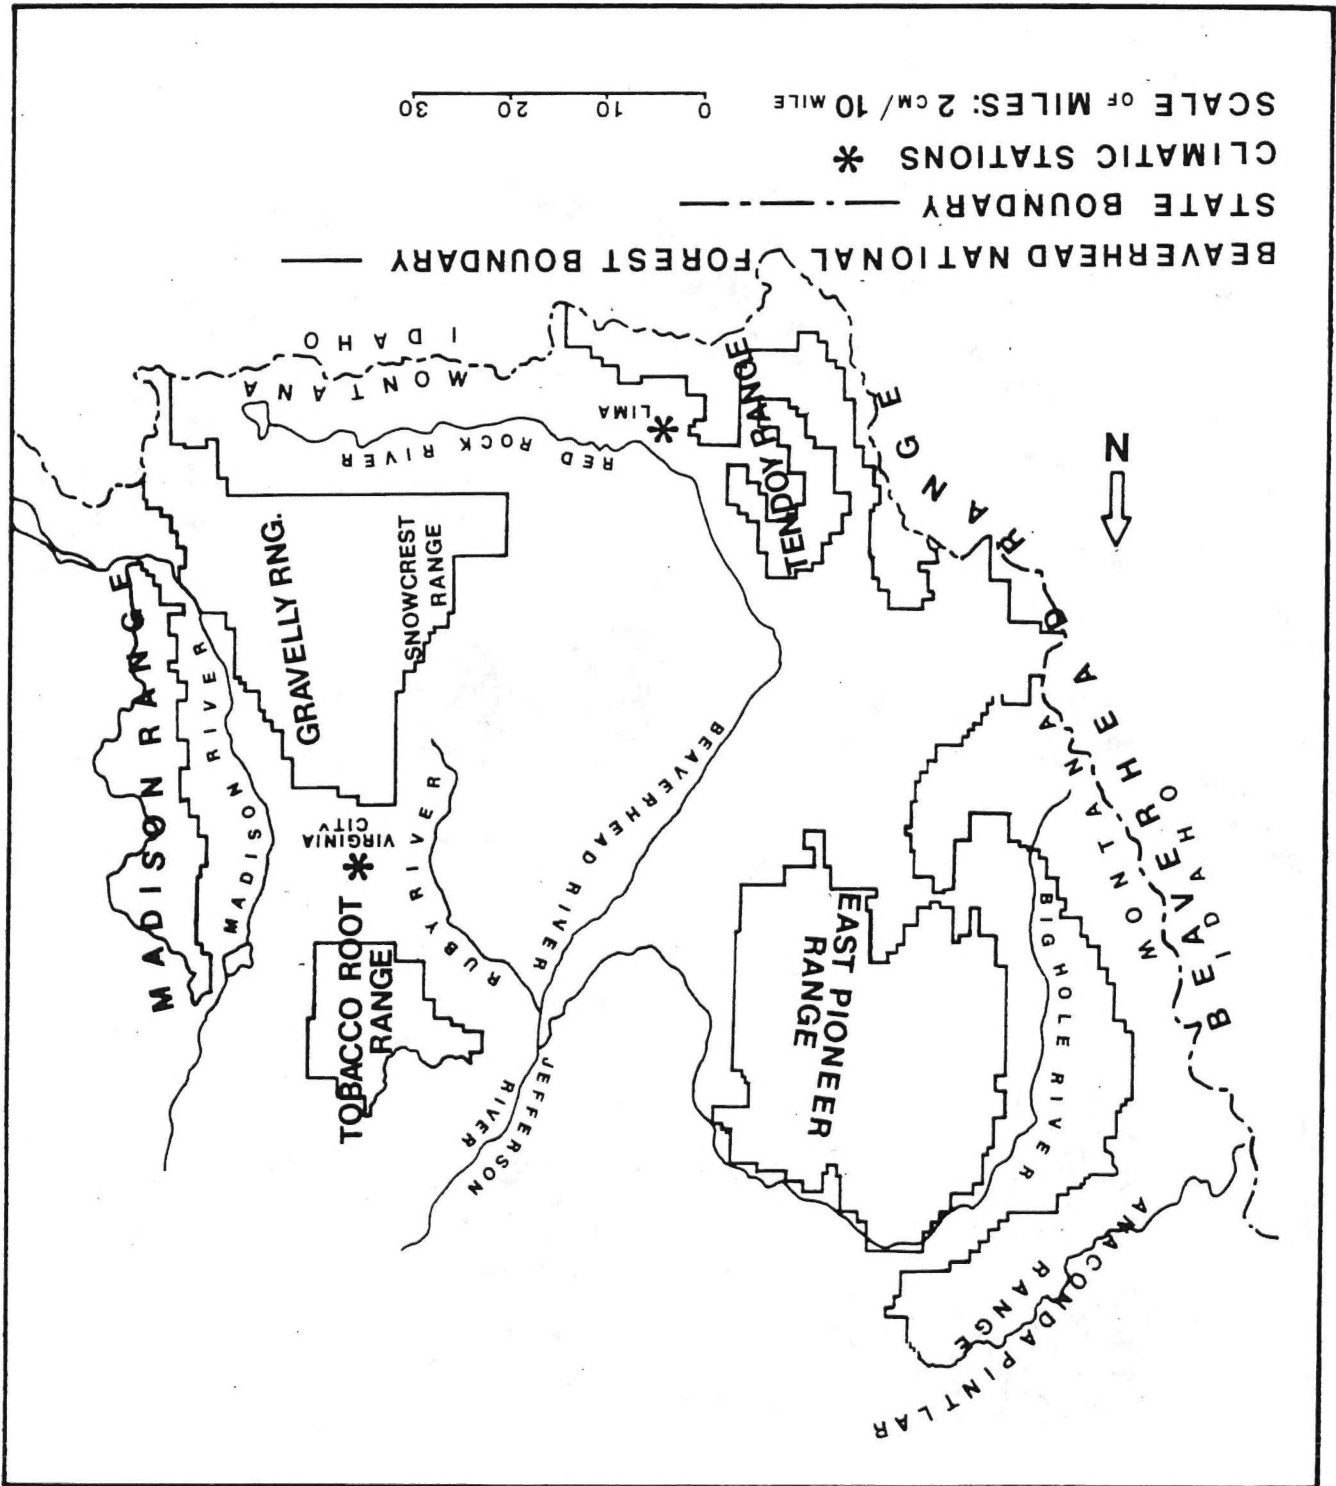 ANACONDA PINTLAR
RANGE
BIG HOLE RIVER
BEAVERHEAD RANGE
MONTANA
IDAHO
EAST PIONEER
RANGE
JEFFERSON
RIVER
BEAVERHEAD RIVER
RUBY RIVER
TOBACCO ROOT
RANGE
VIRGINIA
CITY
MADISON RIVER
MADISON RANGE
GRAVELLY RNG.
SNOWCREST
RANGE
RED ROCK RIVER
LIMA
TENDOY RANGE
MONTANA
IDAHO
N
BEAVERHEAD NATIONAL FOREST BOUNDARY
STATE BOUNDARY
CLIMATIC STATIONS
SCALE OF MILES: 2 CM/10 MILE
0 10 20 30